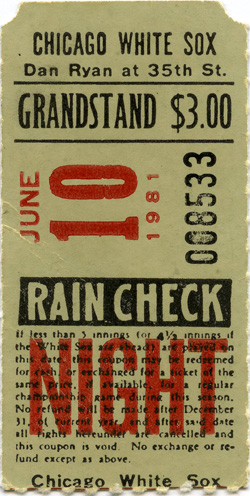 CHICAGO WHITE SOX
Dan Ryan at 35th St.
GRANDSTAND $3.00
JUNE 10 1981
008533
RAIN CHECK
NIGHT
If less than 5 innings (or 4½ innings if
the White Sox are ahead) are played on
this date this coupon may be redeemed
for cash, or exchanged for a ticket of the
same price, if available for regular
championship game during this season.
No refund will be made after December
31, of current year. After said date
all rights hereunder are cancelled and
this coupon is void. No exchange or re-
fund except as above.
Chicago White Sox